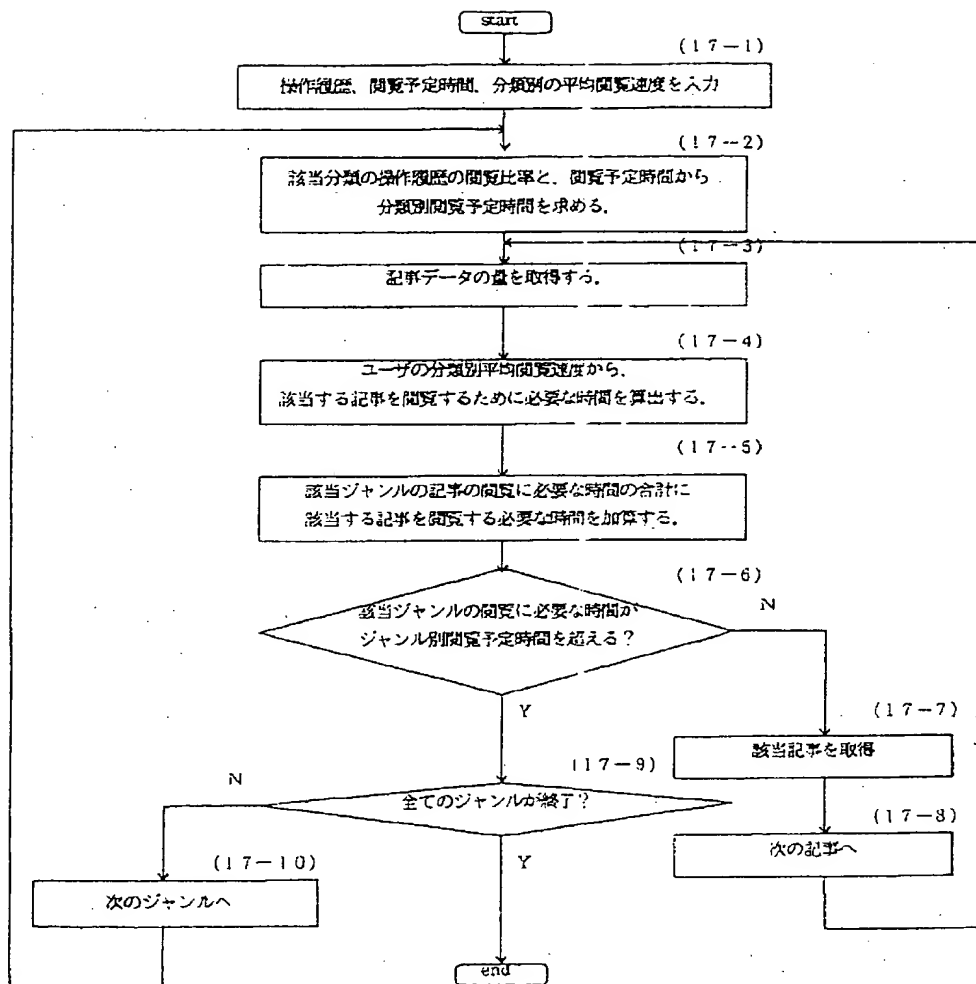 start
(17-1)
操作履歴、閲覧予定時間、分類別の平均閲覧速度を入力
(17-2)
該当分類の操作履歴の閲覧比率と、閲覧予定時間から
分類別閲覧予定時間を求める。
(17-3)
記事データの量を取得する。
(17-4)
ユーザの分類別平均閲覧速度から、
該当する記事を閲覧するために必要な時間を算出する。
(17-5)
該当ジャンルの記事の閲覧に必要な時間の合計に
該当する記事を閲覧する必要な時間を加算する。
(17-6)
該当ジャンルの閲覧に必要な時間が
ジャンル別閲覧予定時間を超える？
N
Y
(17-7)
該当記事を取得
(17-8)
次の記事へ
(17-9)
全てのジャンルが終了？
N
Y
(17-10)
次のジャンルへ
end